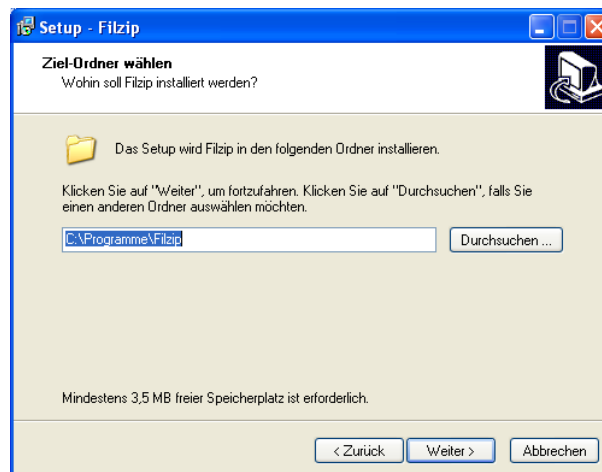 Setup - Filzip
Ziel-Ordner wählen
Wohin soll Filzip installiert werden?
Das Setup wird Filzip in den folgenden Ordner installieren.
Klicken Sie auf "Weiter", um fortzufahren. Klicken Sie auf "Durchsuchen", falls Sie
einen anderen Ordner auswählen möchten.
C:\Programme\Filzip
Durchsuchen ...
Mindestens 3,5 MB freier Speicherplatz ist erforderlich.
< Zurück
Weiter >
Abbrechen